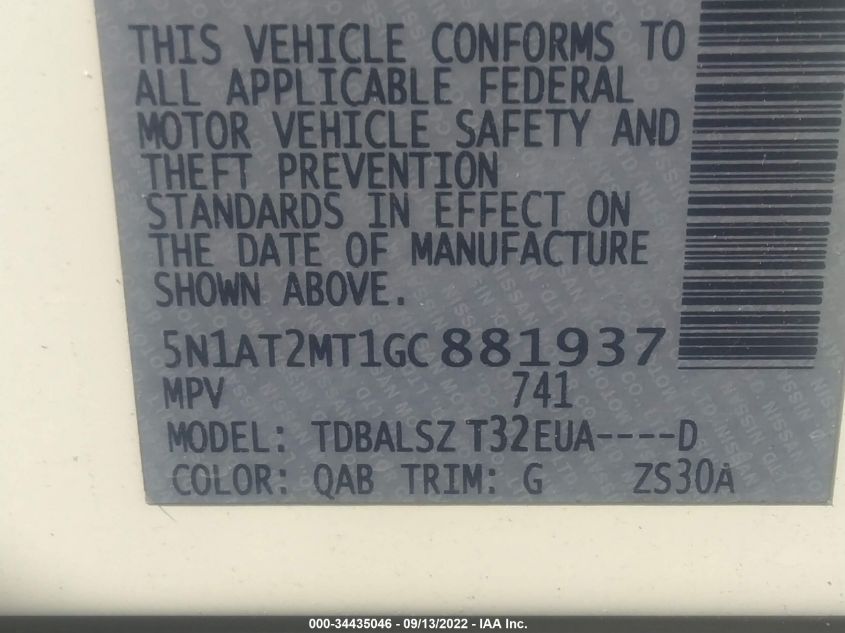 THIS VEHICLE CONFORMS TO
ALL APPLICABLE FEDERAL
MOTOR VEHICLE SAFETY AND
THEFT PREVENTION
STANDARDS IN EFFECT ON
THE DATE OF MANUFACTURE
SHOWN ABOVE.
5N1AT2MT1GC881937
MPV 741
MODEL: TDBALSZ T32EUA----D
COLOR: QAB TRIM: G ZS30A
000-34435046 - 09/13/2022 - IAA Inc.